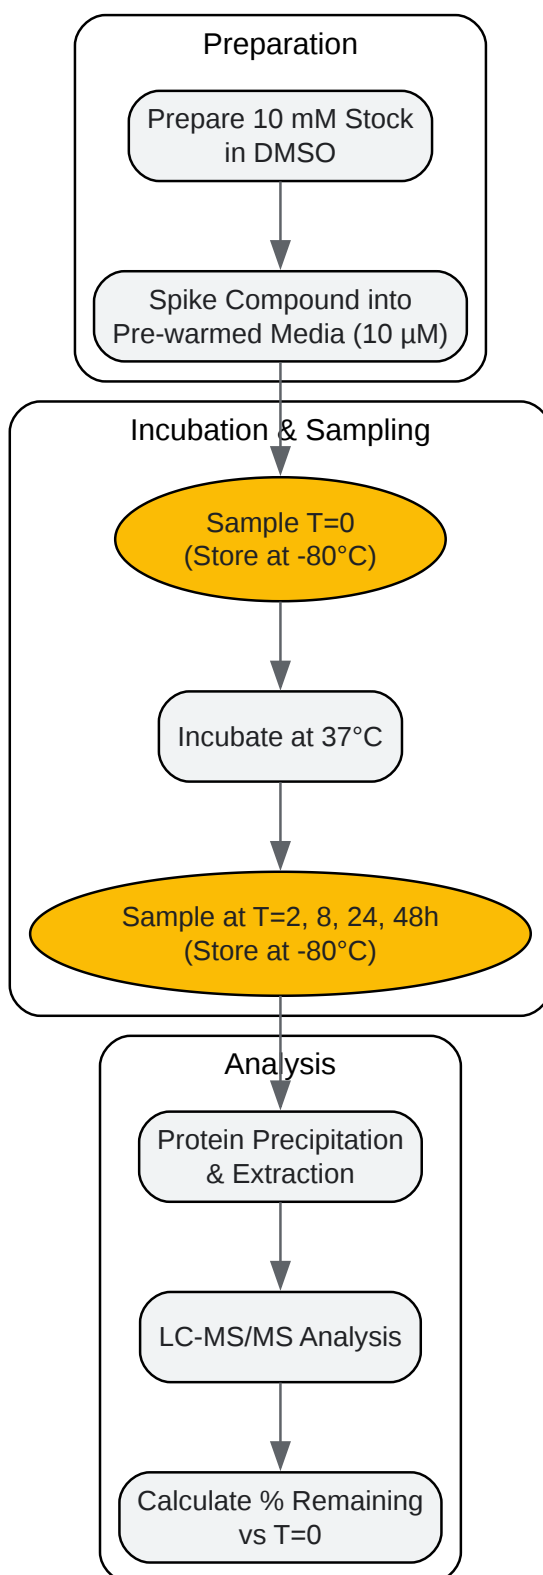 Preparation
Prepare 10 mM Stock
in DMSO
Spike Compound into
Pre-warmed Media (10 µM)
Incubation & Sampling
Sample T=0
(Store at -80°C)
Incubate at 37°C
Sample at T=2, 8, 24, 48h
(Store at -80°C)
Analysis
Protein Precipitation
& Extraction
LC-MS/MS Analysis
Calculate % Remaining
vs T=0